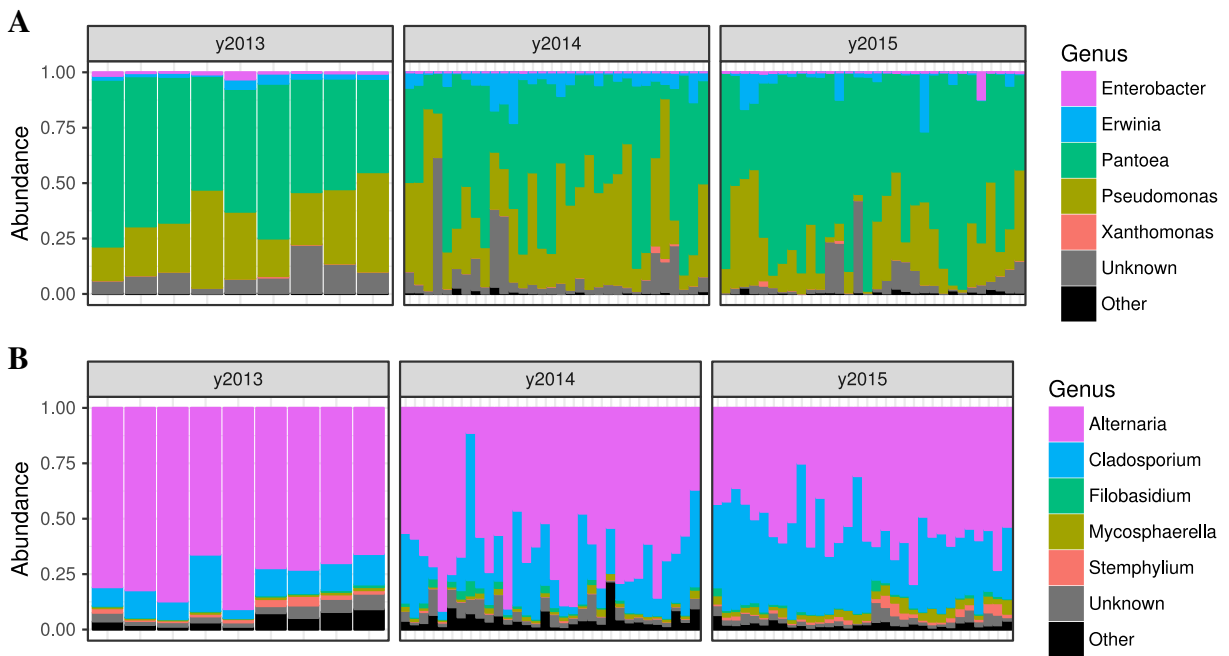 A
y2013
y2014
y2015
Abundance
1.00
0.75
0.50
0.25
0.00
Genus
Enterobacter
Erwinia
Pantoea
Pseudomonas
Xanthomonas
Unknown
Other
B
y2013
y2014
y2015
Abundance
1.00
0.75
0.50
0.25
0.00
Genus
Alternaria
Cladosporium
Filobasidium
Mycosphaerella
Stemphylium
Unknown
Other